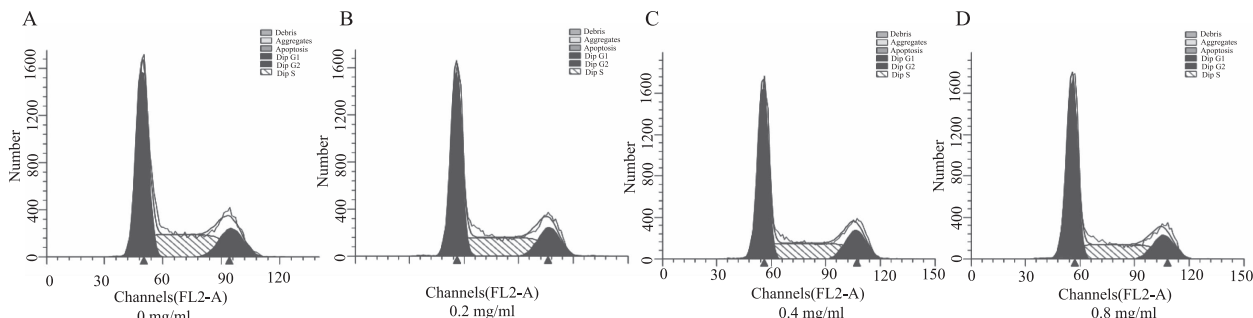 A
Number
1600
1200
800
400
0
Debris
Aggregates
Apoptosis
Dip G1
Dip G2
Dip S
0 30 60 90 120
Channels(FL2-A)
0 mg/ml
B
Number
1600
1200
800
400
0
Debris
Aggregates
Apoptosis
Dip G1
Dip G2
Dip S
Channels(FL2-A)
0.2 mg/ml
C
Number
1600
1200
800
400
0
Debris
Aggregates
Apoptosis
Dip G1
Dip G2
Dip S
0 30 60 90 120 150
Channels(FL2-A)
0.4 mg/ml
D
Number
1600
1200
800
400
0
Debris
Aggregates
Apoptosis
Dip G1
Dip G2
Dip S
0 30 60 90 120 150
Channels(FL2-A)
0.8 mg/ml